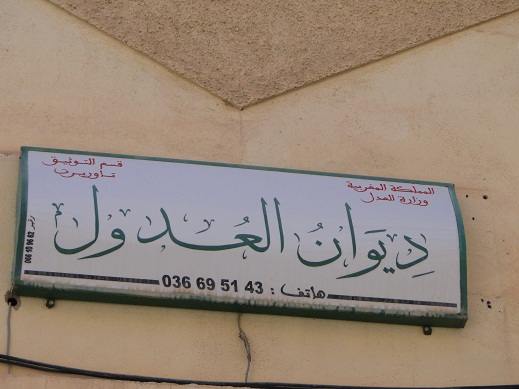 المملكة المغربية
وزارة العدل
قسم التوثيق
تاوريرت
ديوان العدول
هاتف : 036 69 51 43